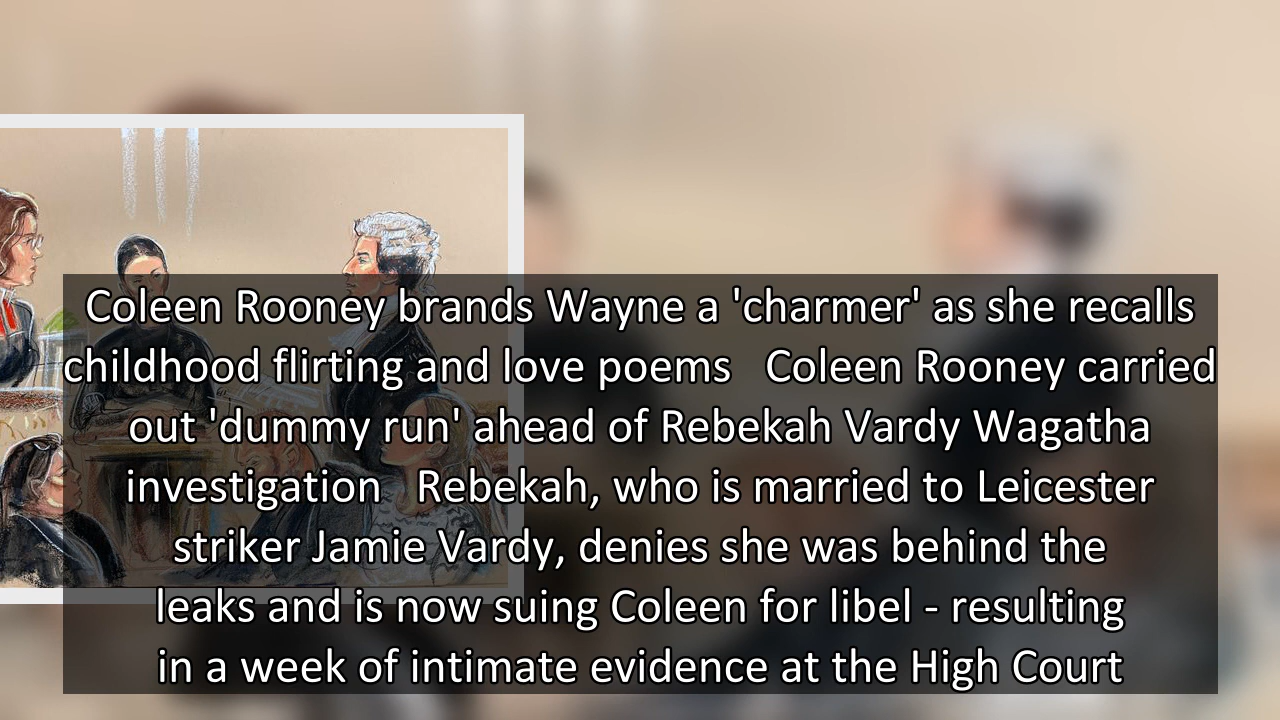 Coleen Rooney brands Wayne a 'charmer' as she recalls
childhood flirting and love poems   Coleen Rooney carried
out 'dummy run' ahead of Rebekah Vardy Wagatha
investigation   Rebekah, who is married to Leicester
striker Jamie Vardy, denies she was behind the
leaks and is now suing Coleen for libel - resulting
in a week of intimate evidence at the High Court